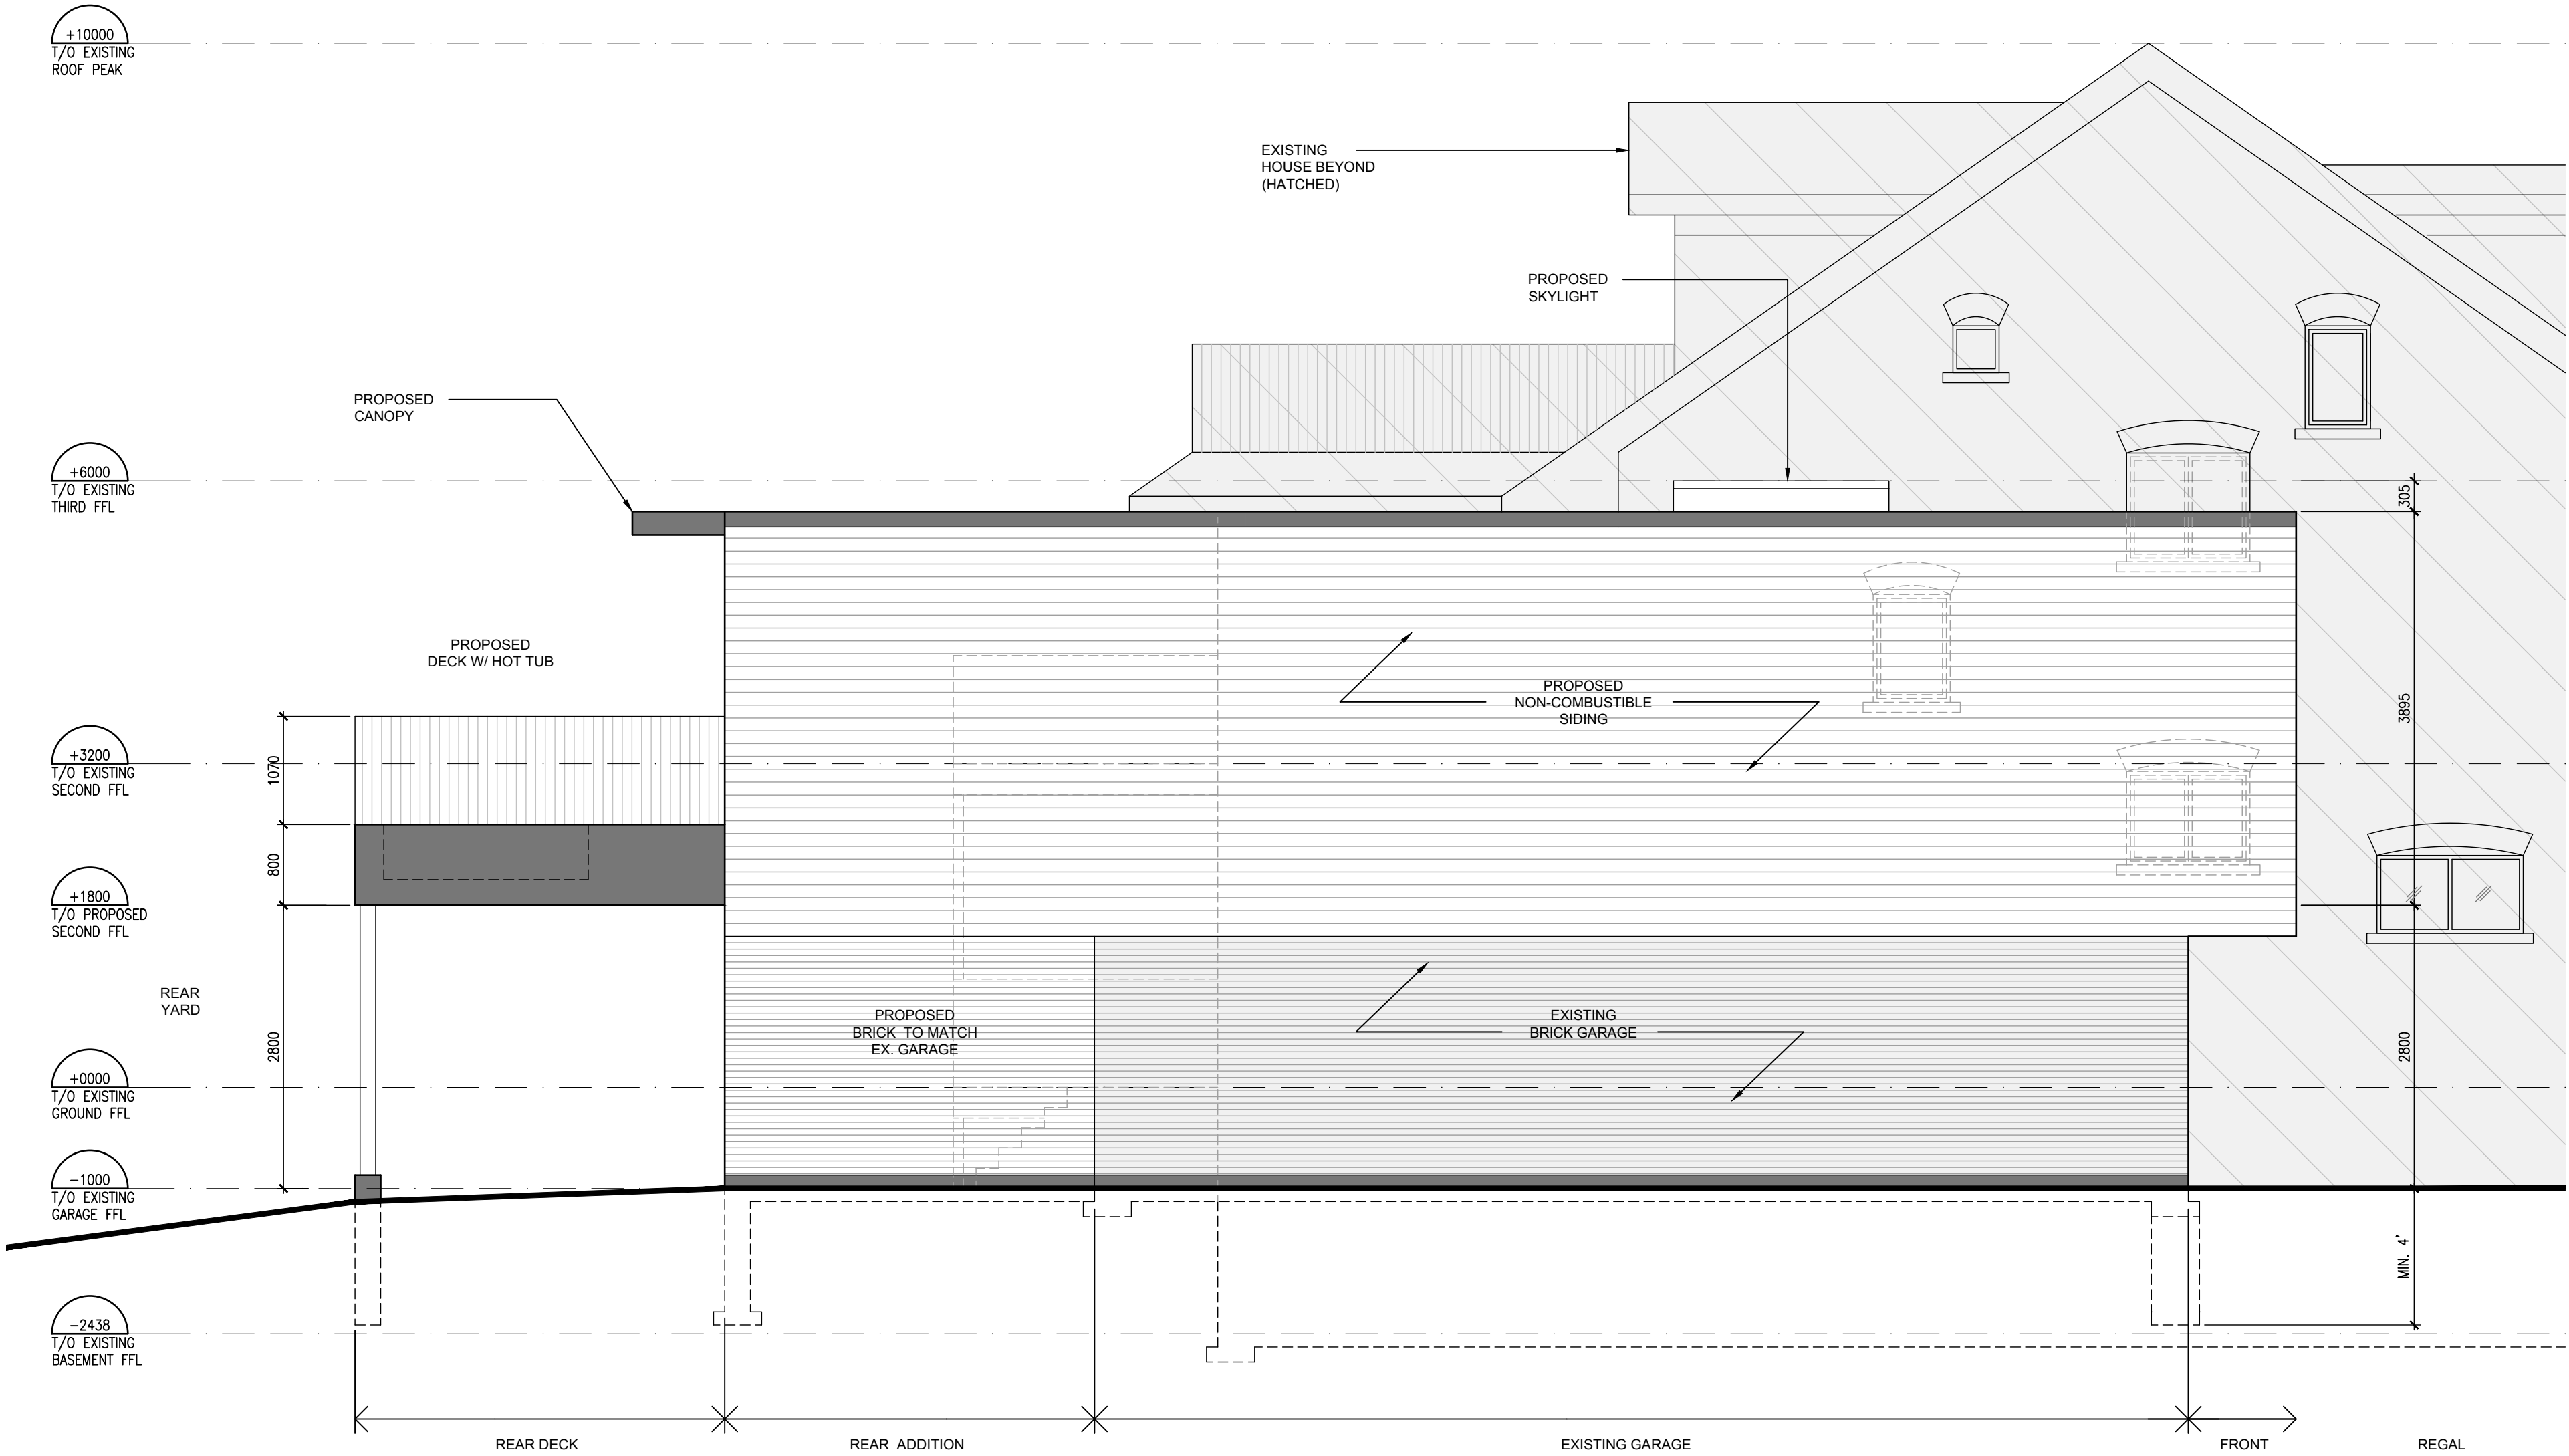 +10000
T/O EXISTING
ROOF PEAK
EXISTING
HOUSE BEYOND
(HATCHED)
PROPOSED
SKYLIGHT
PROPOSED
CANOPY
+6000
T/O EXISTING
THIRD FFL
305
PROPOSED
DECK W/ HOT TUB
PROPOSED
NON-COMBUSTIBLE
SIDING
3895
+3200
T/O EXISTING
SECOND FFL
1070
800
+1800
T/O PROPOSED
SECOND FFL
REAR
YARD
PROPOSED
BRICK TO MATCH
EX. GARAGE
EXISTING
BRICK GARAGE
2800
2800
+0000
T/O EXISTING
GROUND FFL
-1000
T/O EXISTING
GARAGE FFL
MIN. 4'
-2438
T/O EXISTING
BASEMENT FFL
REAR DECK
REAR ADDITION
EXISTING GARAGE
FRONT
REGAL